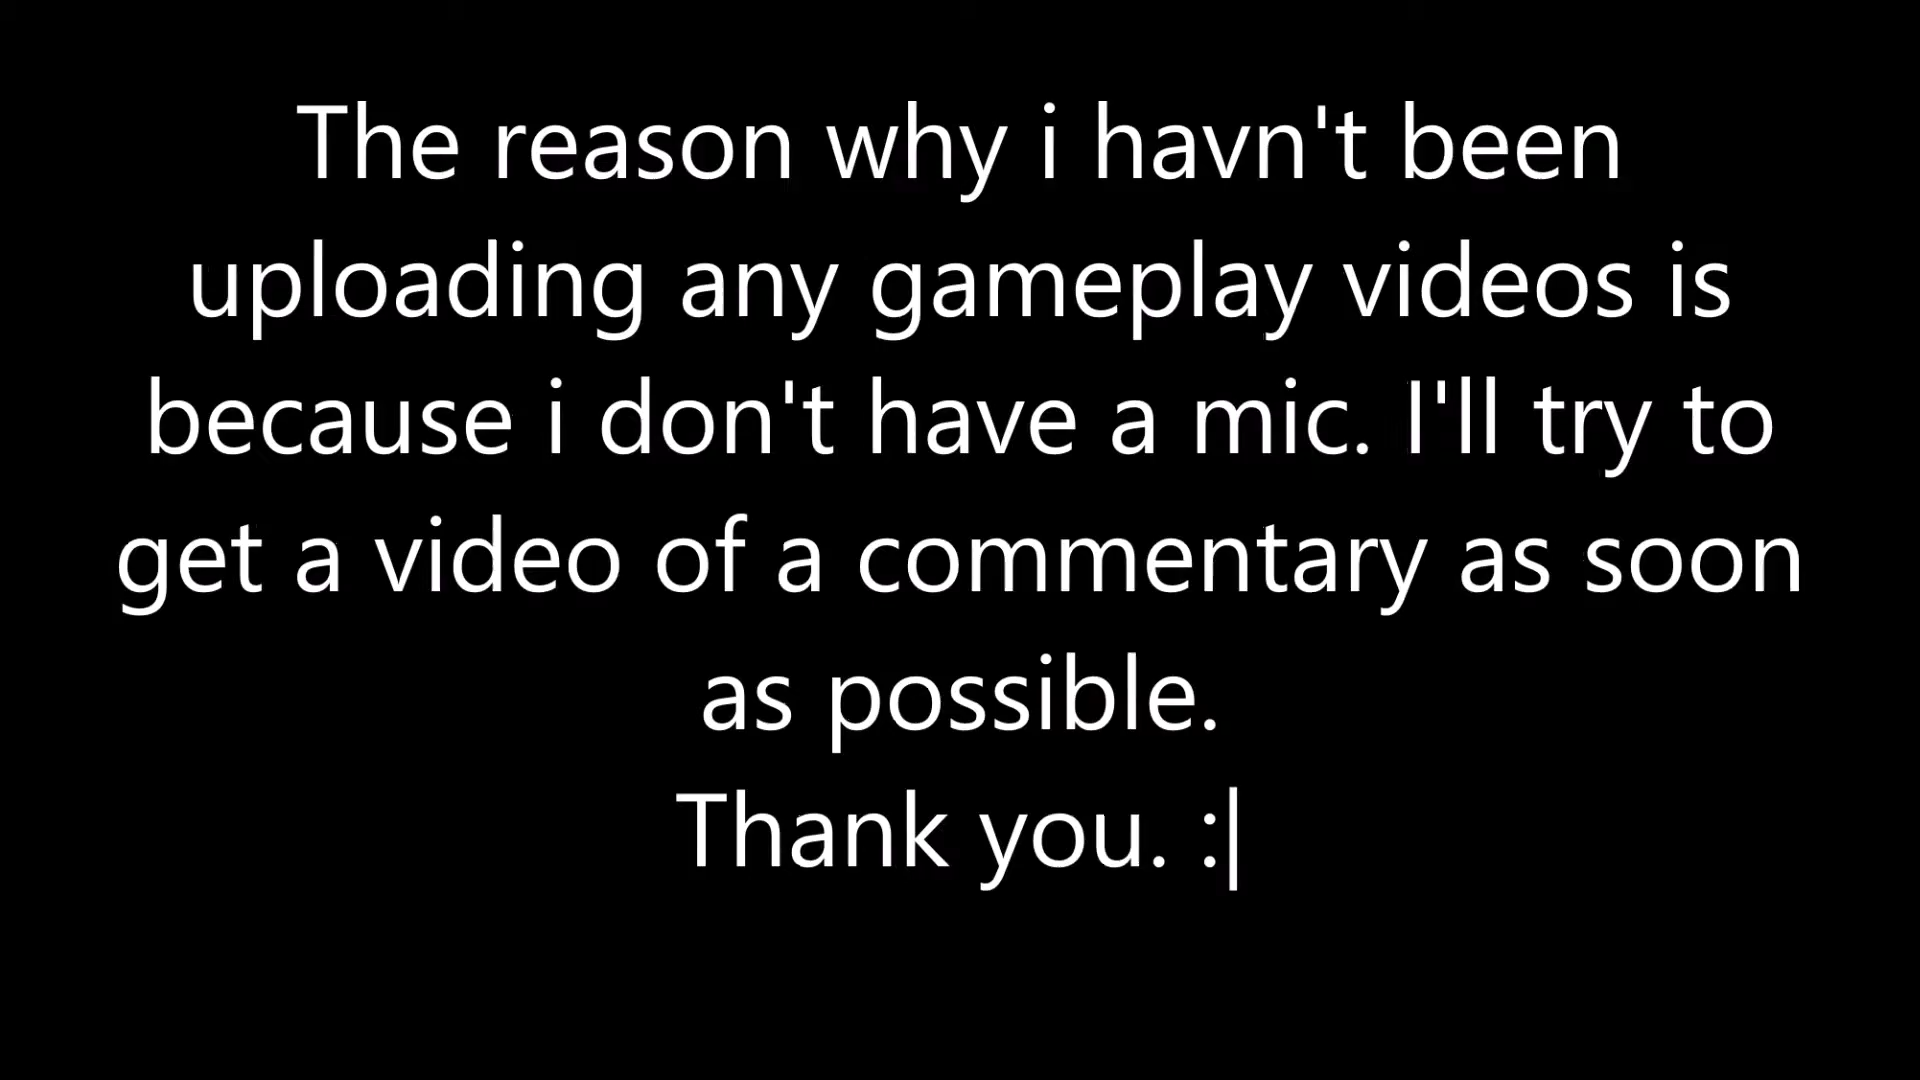 The reason why i havn't been
uploading any gameplay videos is
because i don't have a mic. I'll try to
get a video of a commentary as soon
as possible.
Thank you. :|